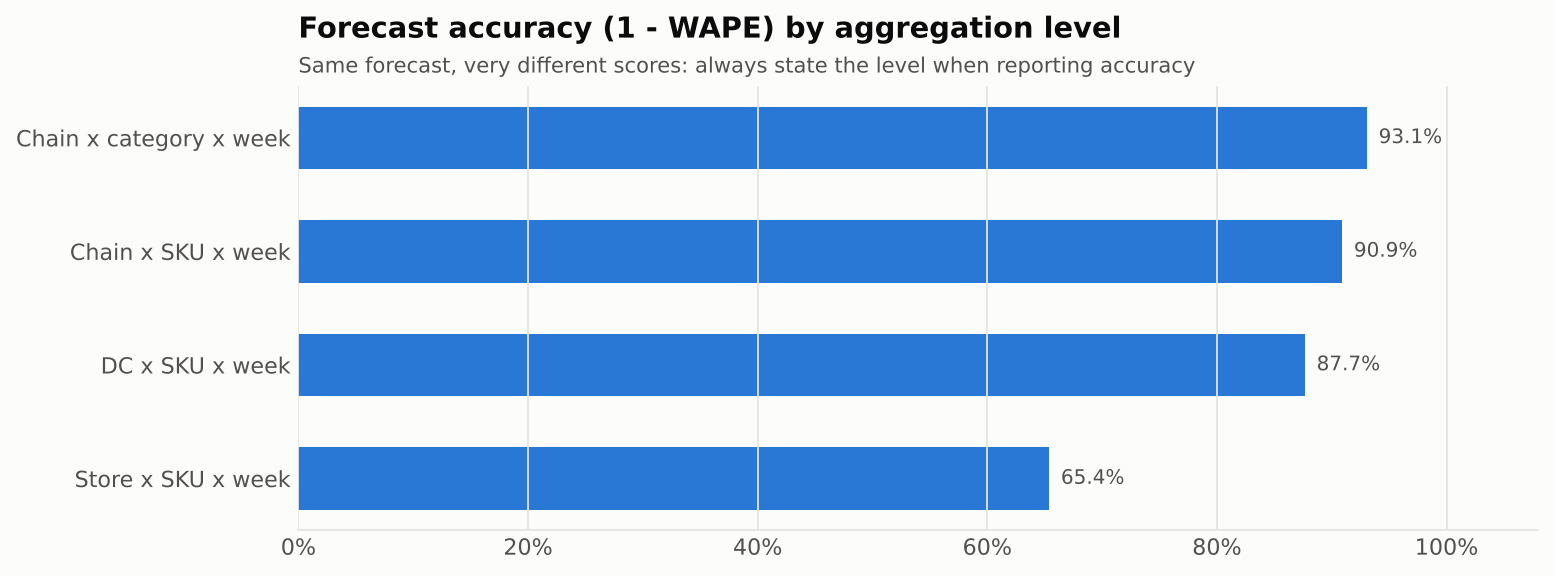 Forecast accuracy (1 - WAPE) by aggregation level
Same forecast, very different scores: always state the level when reporting accuracy
Chain x category x week
93.1%
Chain x SKU x week
90.9%
DC x SKU x week
87.7%
Store x SKU x week
65.4%
0%
20%
40%
60%
80%
100%